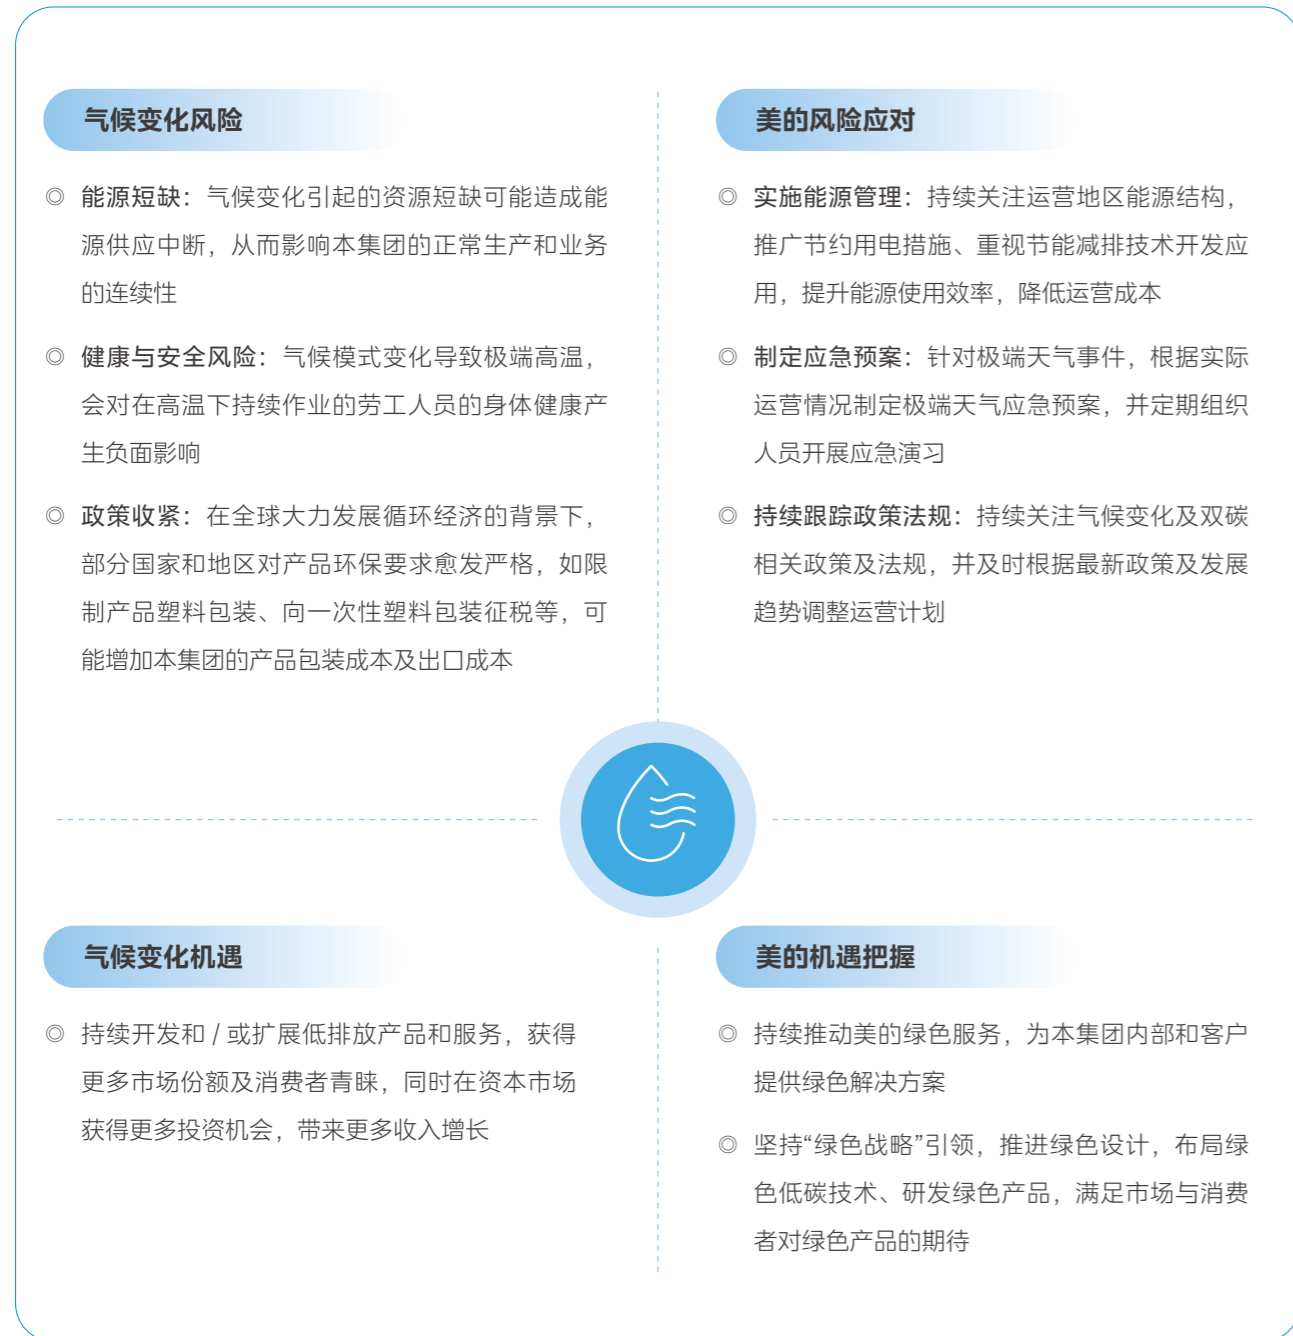 气候变化风险
◎ 能源短缺：气候变化引起的资源短缺可能造成能
源供应中断，从而影响本集团的正常生产和业务
的连续性
◎ 健康与安全风险：气候模式变化导致极端高温，
会对在高温下持续作业的劳工人员的身体健康产
生负面影响
◎ 政策收紧：在全球大力发展循环经济的背景下，
部分国家和地区对产品环保要求愈发严格，如限
制产品塑料包装、向一次性塑料包装征税等，可
能增加本集团的产品包装成本及出口成本
美的风险应对
◎ 实施能源管理：持续关注运营地区能源结构，
推广节约用电措施、重视节能减排技术开发应
用，提升能源使用效率，降低运营成本
◎ 制定应急预案：针对极端天气事件，根据实际
运营情况制定极端天气应急预案，并定期组织
人员开展应急演习
◎ 持续跟踪政策法规：持续关注气候变化及双碳
相关政策及法规，并及时根据最新政策及发展
趋势调整运营计划
气候变化机遇
◎ 持续开发和 / 或扩展低排放产品和服务，获得
更多市场份额及消费者青睐，同时在资本市场
获得更多投资机会，带来更多收入增长
美的机遇把握
◎ 持续推动美的绿色服务，为本集团内部和客户
提供绿色解决方案
◎ 坚持“绿色战略”引领，推进绿色设计，布局绿
色低碳技术、研发绿色产品，满足市场与消费
者对绿色产品的期待